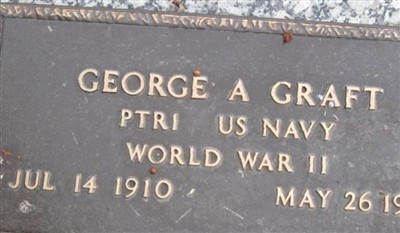 GEORGE A GRAFT
PTR1 US NAVY
WORLD WAR II
JUL 14 1910 MAY 26 19